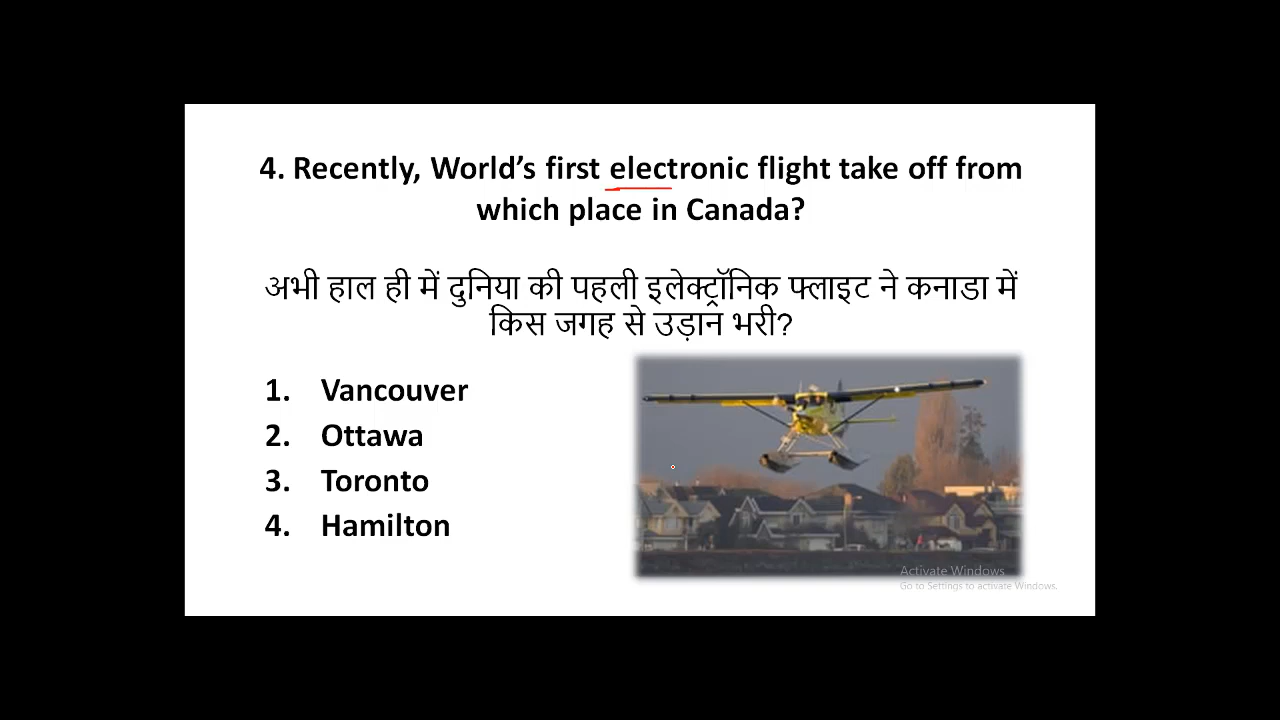 4. Recently, World’s first electronic flight take off from
which place in Canada?
अभी हाल ही में दुनिया की पहली इलेक्ट्रॉनिक फ्लाइट ने कनाडा में
किस जगह से उड़ान भरी?
1. Vancouver
2. Ottawa
3. Toronto
4. Hamilton
Activate Windows
Go to Settings to activate Windows.